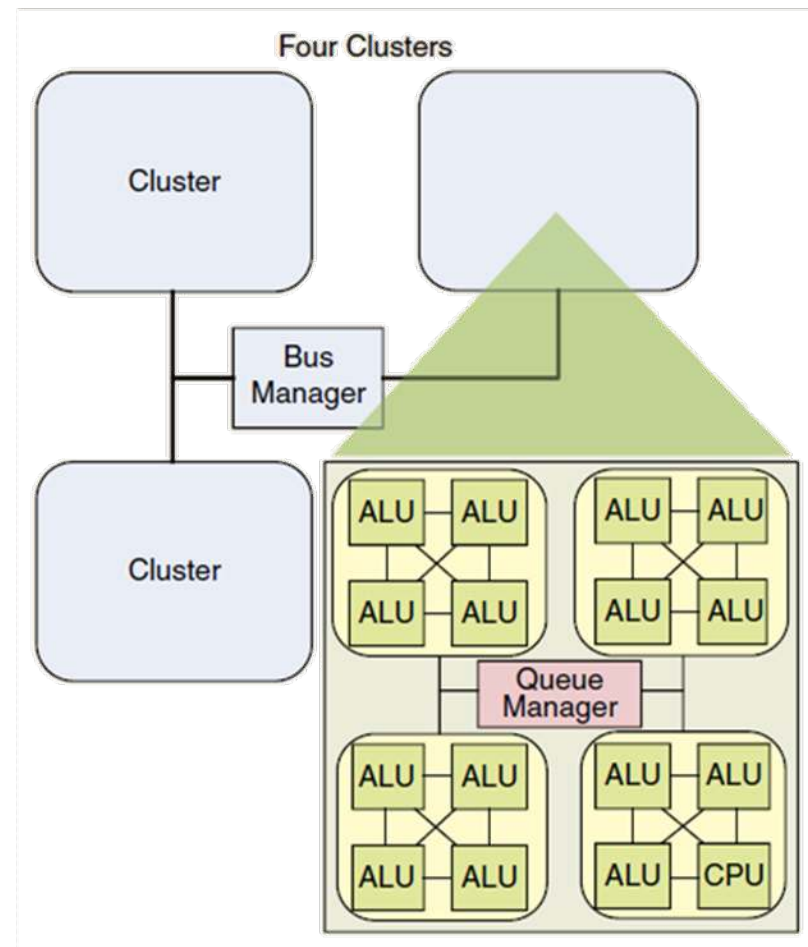 Four Clusters
Cluster
Bus
Manager
Cluster
ALU ALU
ALU ALU
ALU ALU
ALU ALU
Queue
Manager
ALU ALU
ALU ALU
ALU ALU
ALU CPU